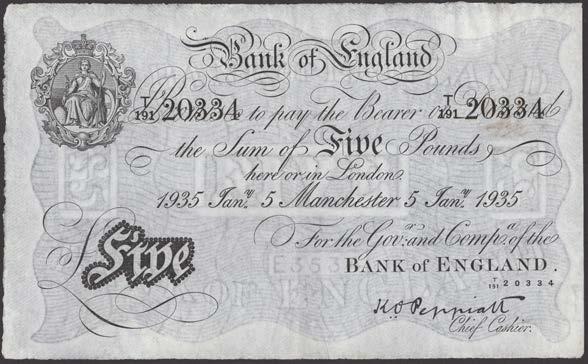 Bank of England
T/191 20334 T/191 20334
Promise to pay the Bearer on Demand
the Sum of Five Pounds
here or in London
1935 Janʸ 5 Manchester 5 Janʸ 1935
For the Govʳ and Compᵃ of the
BANK of ENGLAND.
T/191 20334
Five
K.O. Peppiatt
Chief Cashier.